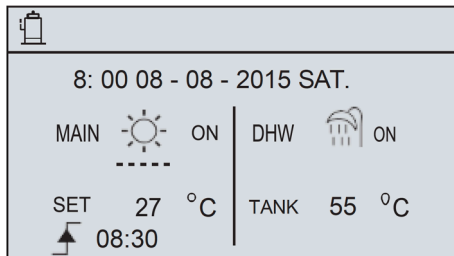 8: 00 08 - 08 - 2015 SAT.
MAIN ON DHW ON
SET 27 °C TANK 55 °C
08:30